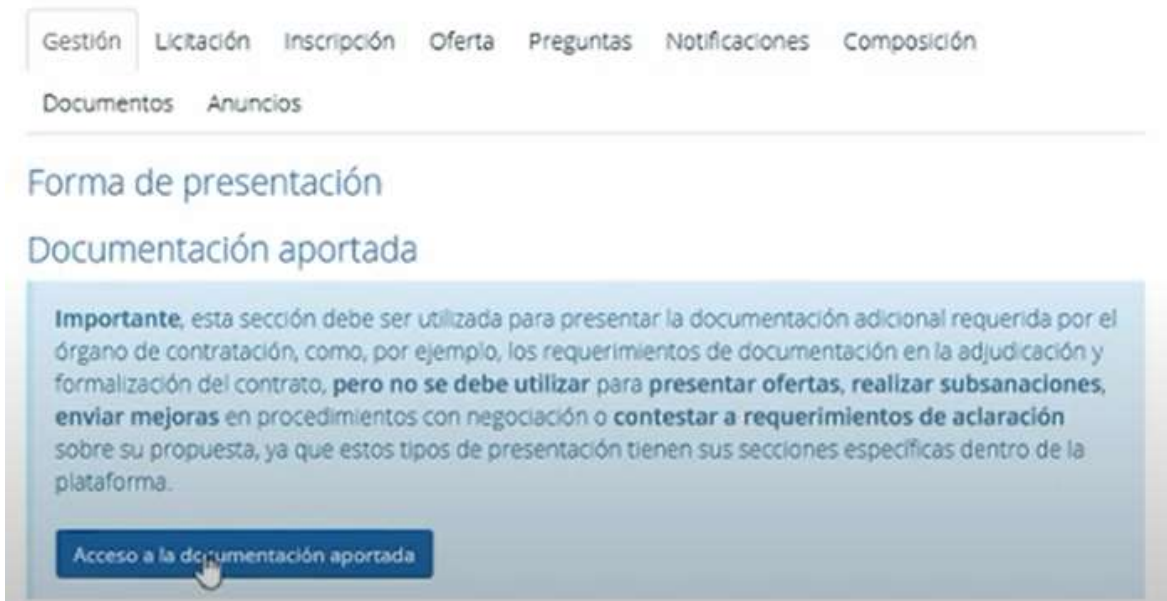 Gestión Licitación Inscripción Oferta Preguntas Notificaciones Composición
Documentos Anuncios
Forma de presentación
Documentación aportada
Importante, esta sección debe ser utilizada para presentar la documentación adicional requerida por el
órgano de contratación, como, por ejemplo, los requerimientos de documentación en la adjudicación y
formalización del contrato, pero no se debe utilizar para presentar ofertas, realizar subsanaciones,
enviar mejoras en procedimientos con negociación o contestar a requerimientos de aclaración
sobre su propuesta, ya que estos tipos de presentación tienen sus secciones específicas dentro de la
plataforma.
Acceso a la documentación aportada